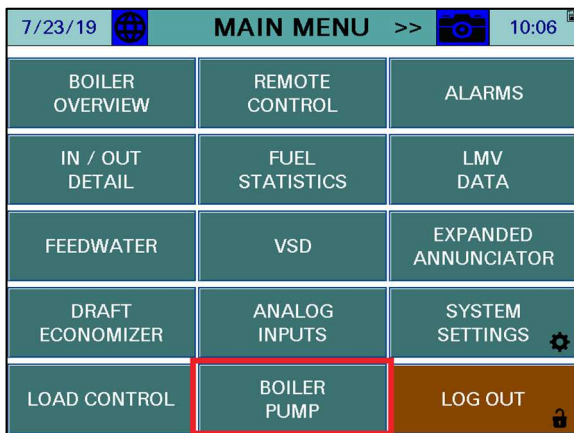 7/23/19 MAIN MENU >> 10:06
BOILER
OVERVIEW
REMOTE
CONTROL
ALARMS
IN / OUT
DETAIL
FUEL
STATISTICS
LMV
DATA
FEEDWATER
VSD
EXPANDED
ANNUNCIATOR
DRAFT
ECONOMIZER
ANALOG
INPUTS
SYSTEM
SETTINGS
LOAD CONTROL
BOILER
PUMP
LOG OUT